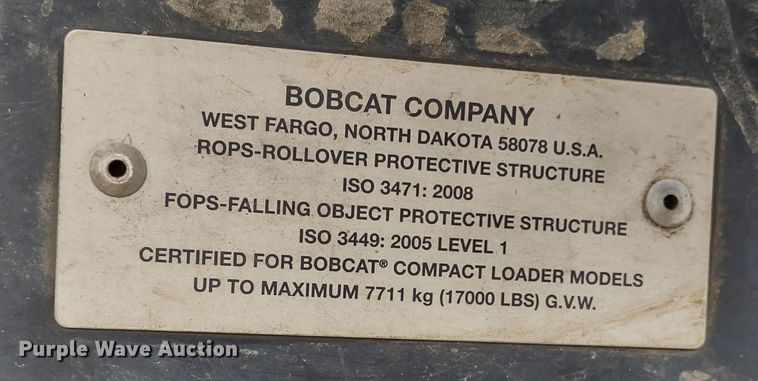 BOBCAT COMPANY
WEST FARGO, NORTH DAKOTA 58078 U.S.A.
ROPS-ROLLOVER PROTECTIVE STRUCTURE
ISO 3471: 2008
FOPS-FALLING OBJECT PROTECTIVE STRUCTURE
ISO 3449: 2005 LEVEL 1
CERTIFIED FOR BOBCAT® COMPACT LOADER MODELS
UP TO MAXIMUM 7711 kg (17000 LBS) G.V.W.
Purple Wave Auction